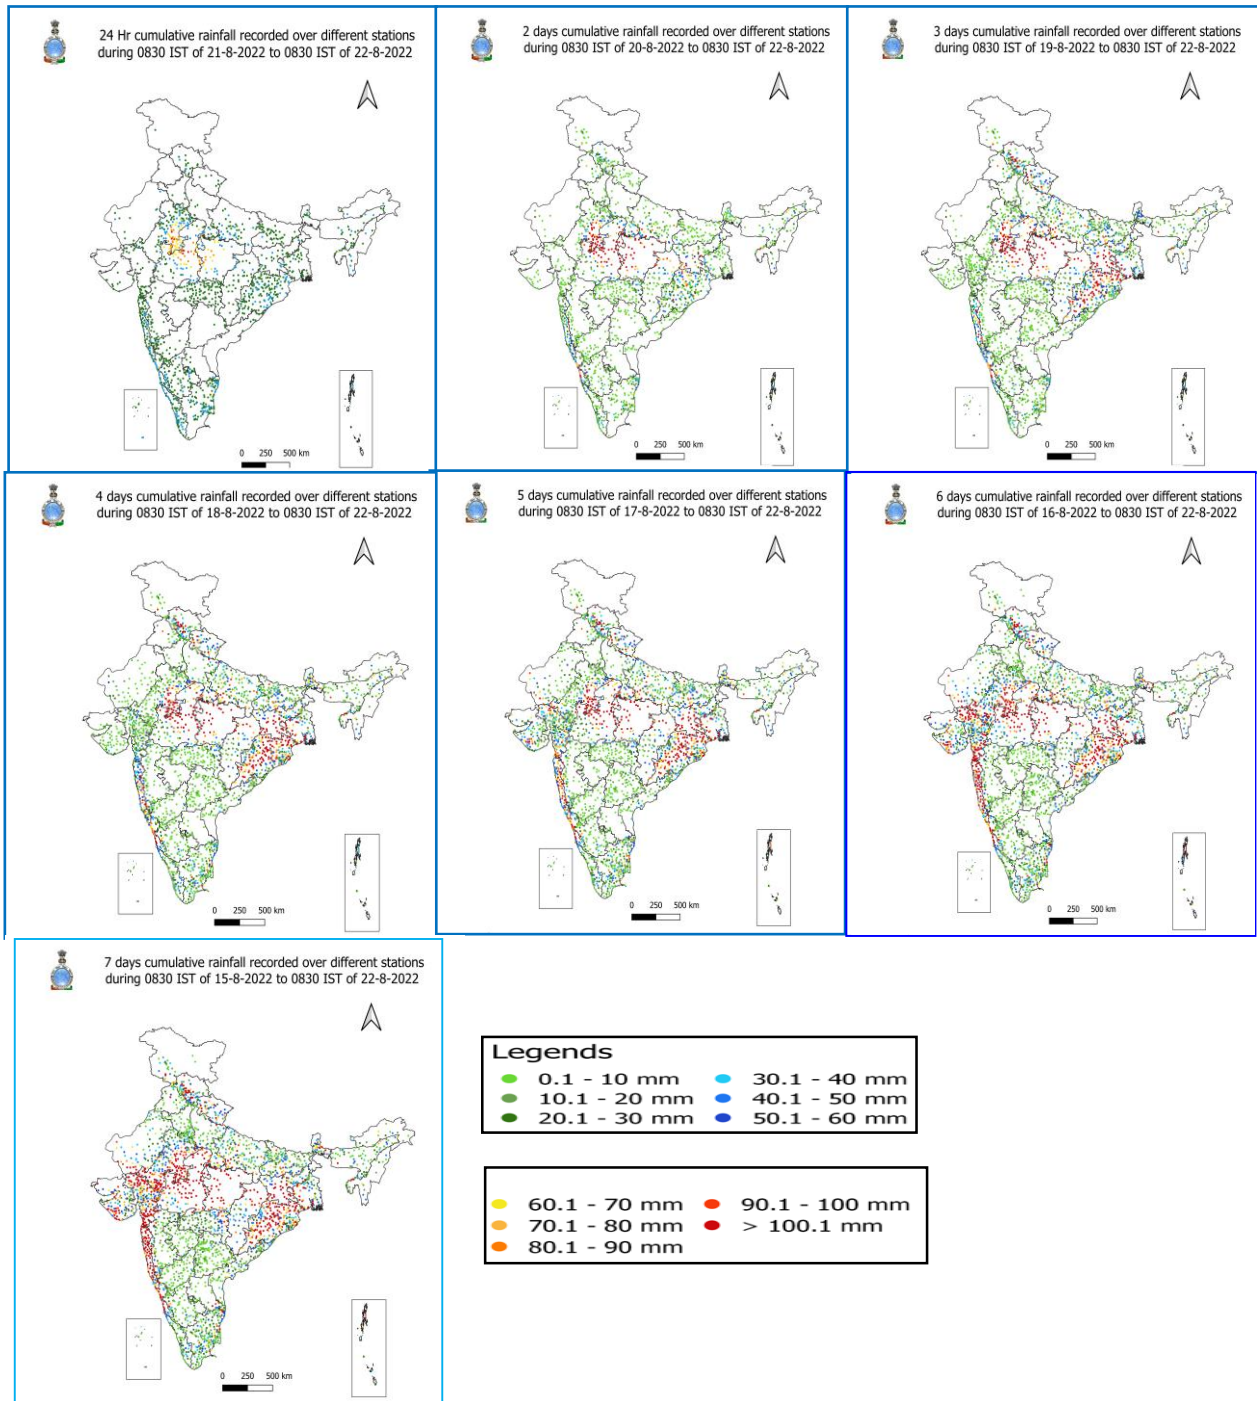 24 Hr cumulative rainfall recorded over different stations
during 0830 IST of 21-8-2022 to 0830 IST of 22-8-2022
0 250 500 km
2 days cumulative rainfall recorded over different stations
during 0830 IST of 20-8-2022 to 0830 IST of 22-8-2022
0 250 500 km
3 days cumulative rainfall recorded over different stations
during 0830 IST of 19-8-2022 to 0830 IST of 22-8-2022
0 250 500 km
4 days cumulative rainfall recorded over different stations
during 0830 IST of 18-8-2022 to 0830 IST of 22-8-2022
0 250 500 km
5 days cumulative rainfall recorded over different stations
during 0830 IST of 17-8-2022 to 0830 IST of 22-8-2022
0 250 500 km
6 days cumulative rainfall recorded over different stations
during 0830 IST of 16-8-2022 to 0830 IST of 22-8-2022
0 250 500 km
7 days cumulative rainfall recorded over different stations
during 0830 IST of 15-8-2022 to 0830 IST of 22-8-2022
0 250 500 km
Legends
0.1 - 10 mm 30.1 - 40 mm
10.1 - 20 mm 40.1 - 50 mm
20.1 - 30 mm 50.1 - 60 mm
60.1 - 70 mm 90.1 - 100 mm
70.1 - 80 mm > 100.1 mm
80.1 - 90 mm